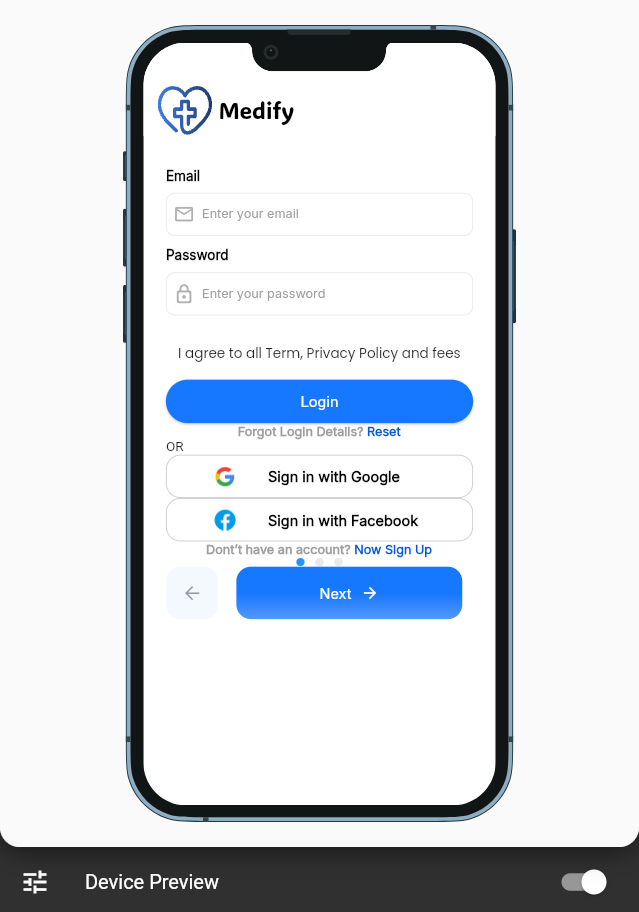 Medify
Email
Enter your email
Password
Enter your password
I agree to all Term, Privacy Policy and fees
Login
Forgot Login Details? Reset
OR
Sign in with Google
Sign in with Facebook
Dont't have an account? Now Sign Up
Next
Device Preview